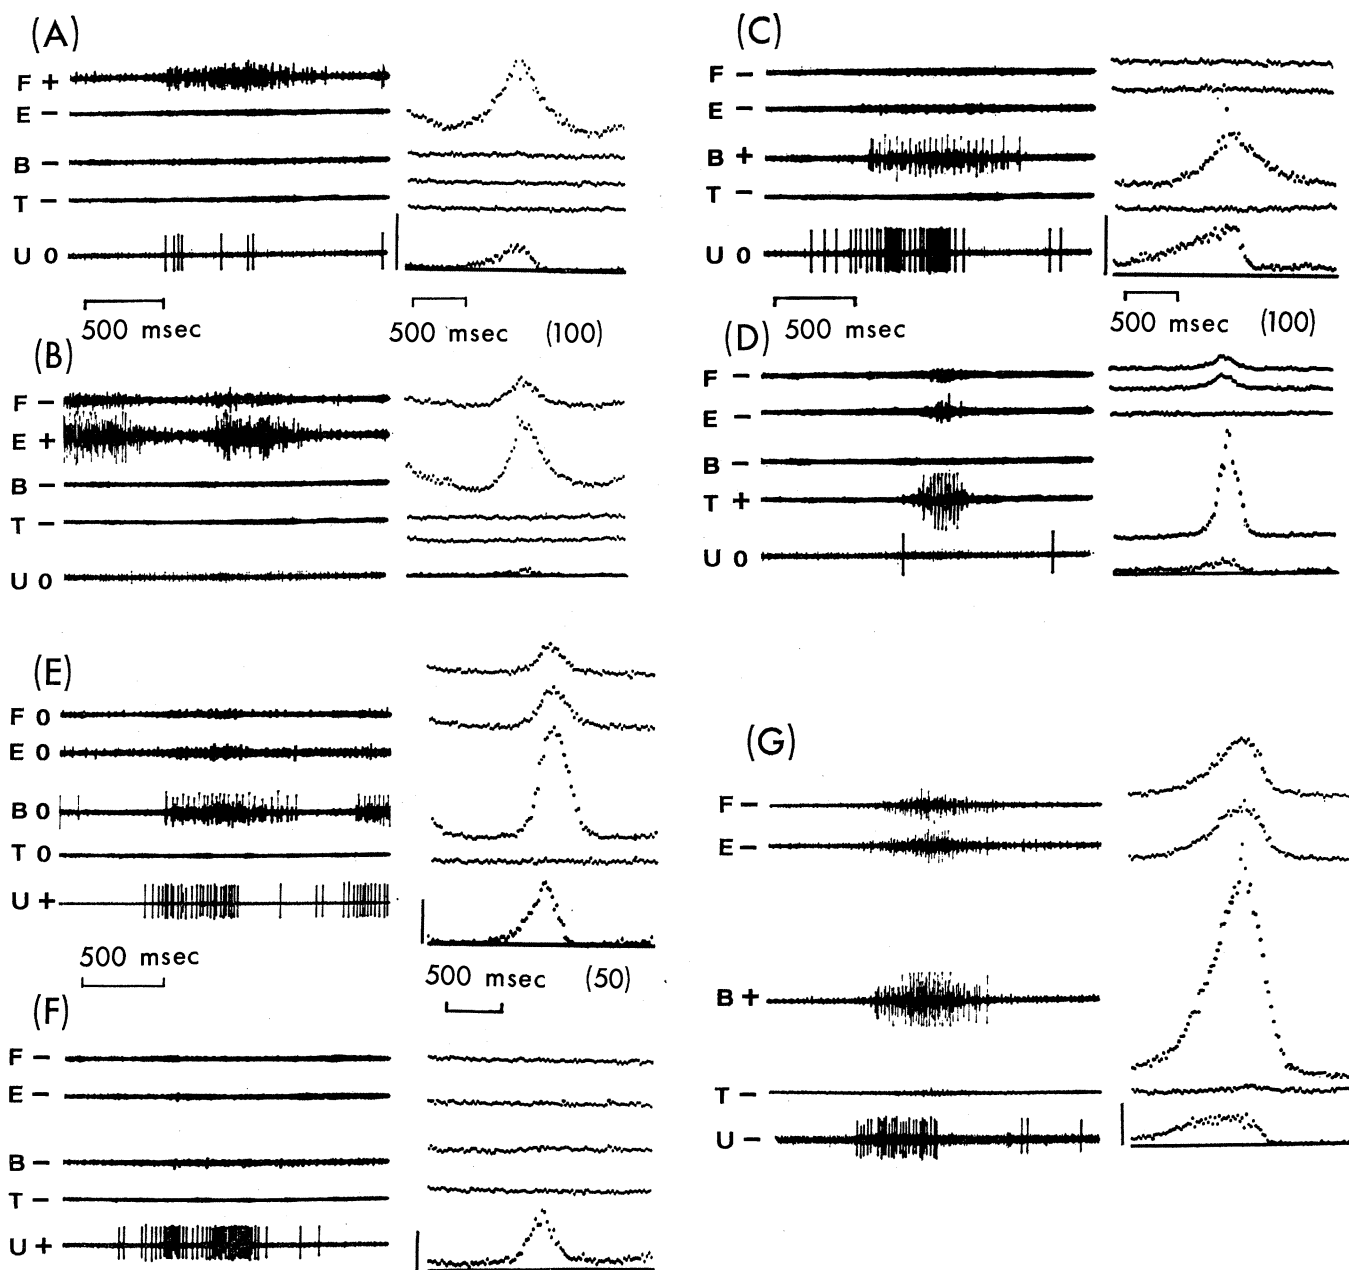 (A)
F +
E −
B −
T −
U 0
500 msec
500 msec (100)
(B)
F −
E +
B −
T −
U 0
(C)
F −
E −
B +
T −
U 0
500 msec
500 msec (100)
(D)
F −
E −
B −
T +
U 0
(E)
F 0
E 0
B 0
T 0
U +
500 msec
500 msec (50)
(F)
F −
E −
B −
T −
U +
(G)
F −
E −
B +
T −
U −